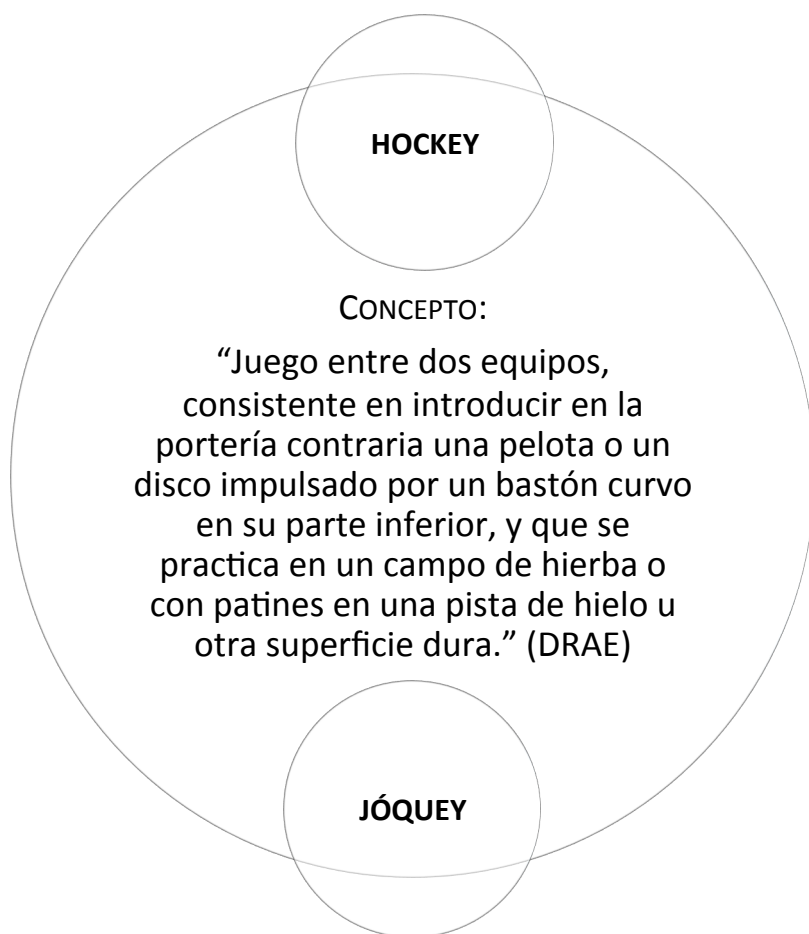 HOCKEY
CONCEPTO:
“Juego entre dos equipos,
consistente en introducir en la
portería contraria una pelota o un
disco impulsado por un bastón curvo
en su parte inferior, y que se
practica en un campo de hierba o
con patines en una pista de hielo u
otra superficie dura.” (DRAE)
JÓQUEY